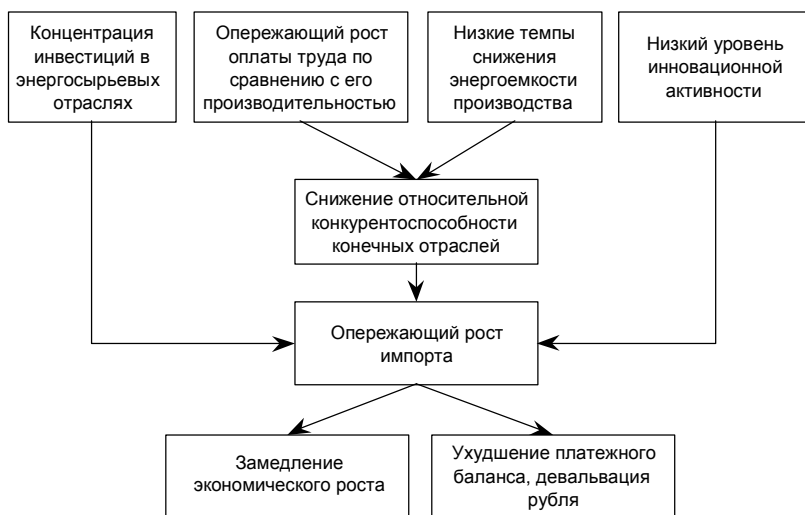 Концентрация
инвестиций в
энергосырьевых
отраслях
Опережающий рост
оплаты труда по
сравнению с его
производительностью
Низкие темпы
снижения
энергоемкости
производства
Низкий уровень
инновационной
активности
Снижение относительной
конкурентоспособности
конечных отраслей
Опережающий рост
импорта
Замедление
экономического роста
Ухудшение платежного
баланса, девальвация
рубля